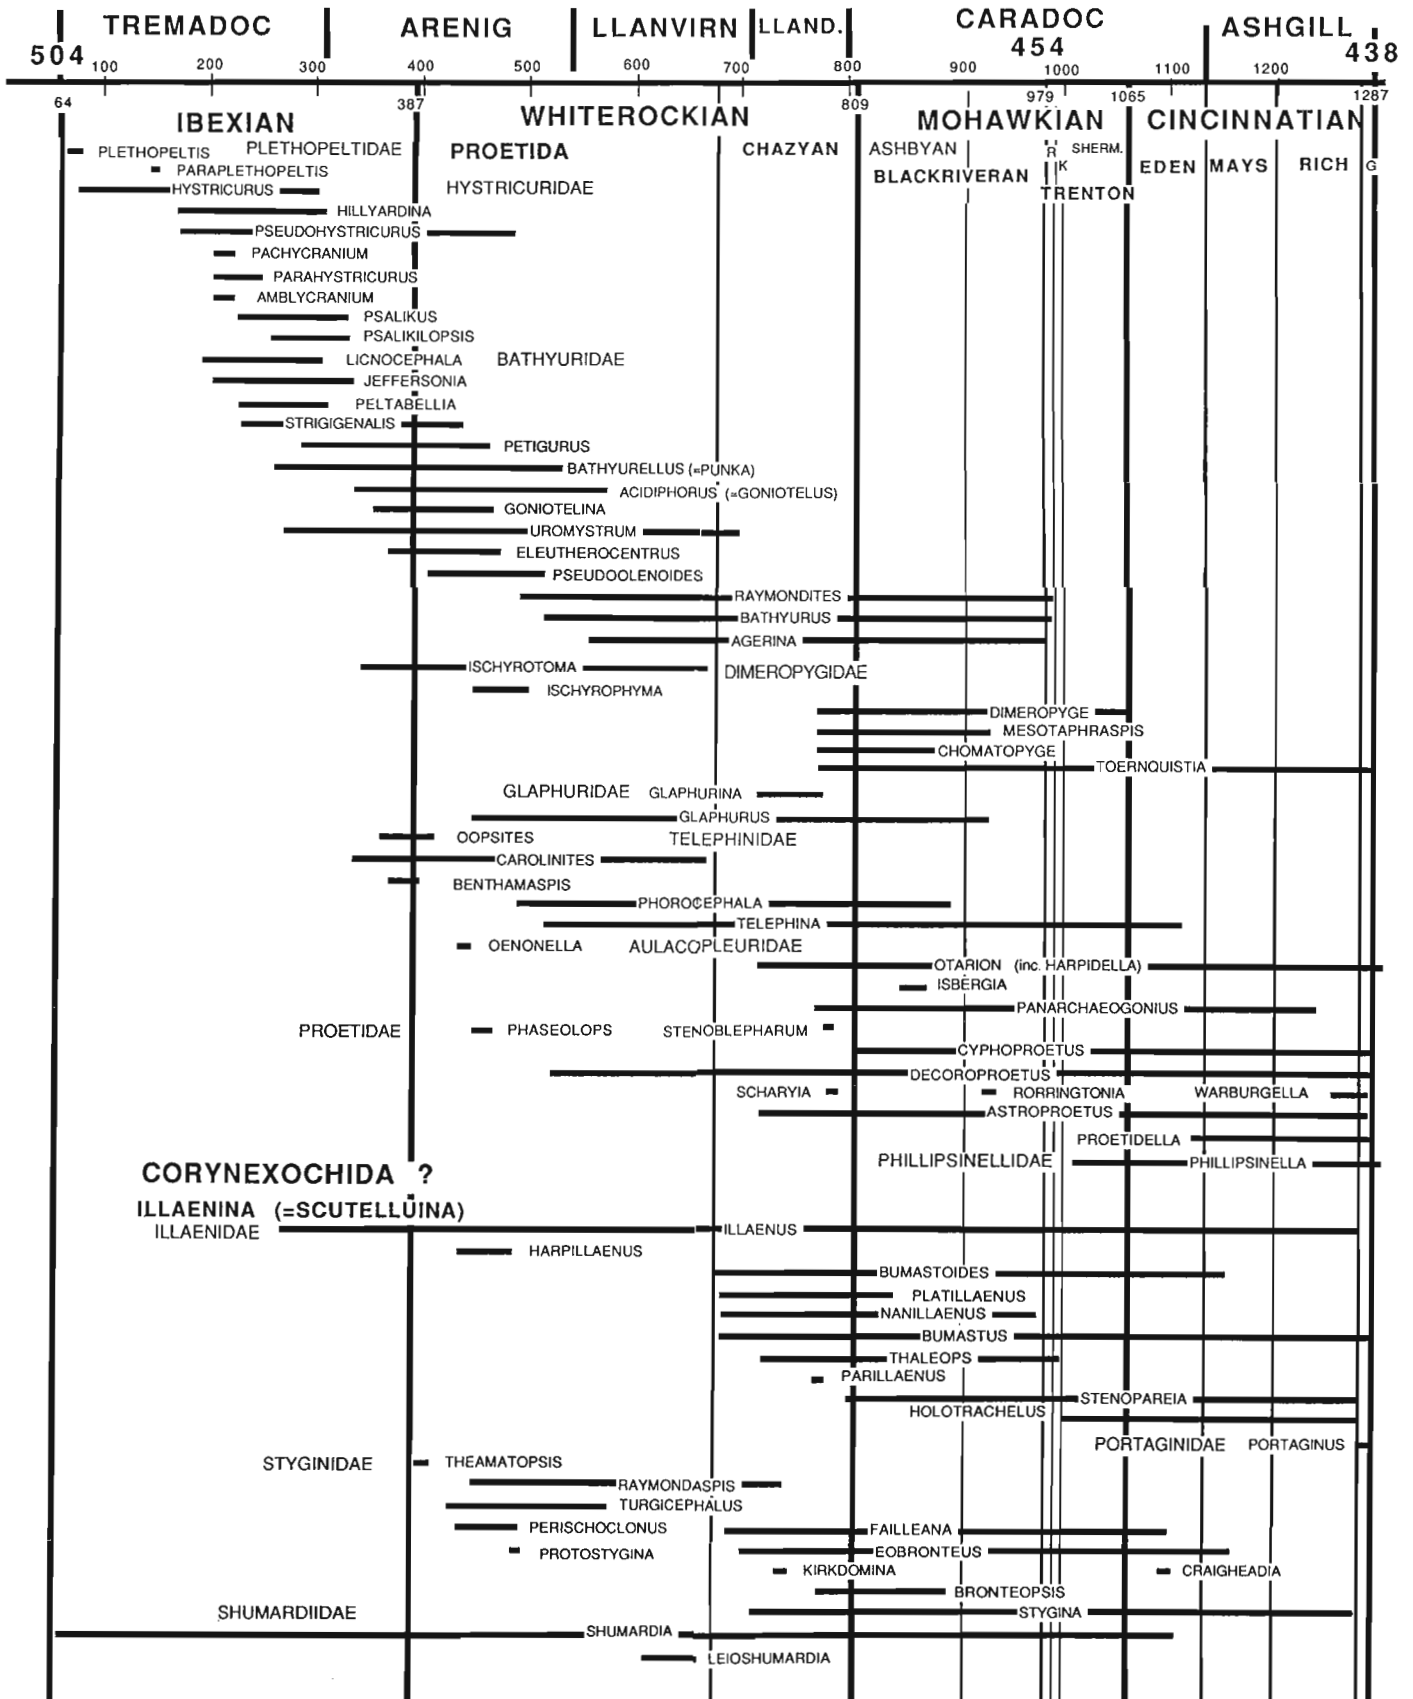 TREMADOC ARENIG LLANVIRN LLAND. CARADOC ASHGILL
504 454 438
100 200 300 400 500 600 700 800 900 1000 1100 1200
64 387 809 979 1065 1287
IBEXIAN WHITEROCKIAN MOHAWKIAN CINCINNATIAN
PLETHOPELTIS PLETHOPELTIDAE PROETIDA CHAZYAN ASHBYAN R SHERM.
PARAPLETHOPELTIS BLACKRIVERAN K EDEN MAYS RICH G
HYSTRICURUS HYSTRICURIDAE TRENTON
HILLYARDINA
PSEUDOHYSTRICURUS
PACHYCRANIUM
PARAHYSTRICURUS
AMBLYCRANIUM
PSALIKUS
PSALIKILOPSIS
LICNOCEPHALA BATHYURIDAE
JEFFERSONIA
PELTABELLIA
STRIGIGENALIS
PETIGURUS
BATHYURELLUS (=PUNKA)
ACIDIPHORUS (=GONIOTELUS)
GONIOTELINA
UROMYSTRUM
ELEUTHEROCENTRUS
PSEUDOOLENOIDES
RAYMONDITES
BATHYURUS
AGERINA
ISCHYROTOMA DIMEROPYGIDAE
ISCHYROPHYMA
DIMEROPYGE
MESOTAPHRASPIS
CHOMATOPYGE
TOERNQUISTIA
GLAPHURIDAE GLAPHURINA
GLAPHURUS
OOPSITES TELEPHINIDAE
CAROLINITES
BENTHAMASPIS
PHOROCEPHALA
TELEPHINA
OENONELLA AULACOPLEURIDAE
OTARION (inc. HARPIDELLA)
ISBERGIA
PANARCHAEOGONIUS
PROETIDAE PHASEOLOPS STENOBLEPHARUM
CYPHOPROETUS
DECOROPROETUS
SCHARYIA RORRINGTONIA WARBURGELLA
ASTROPROETUS
PROETIDELLA
PHILLIPSINELLIDAE PHILLIPSINELLA
CORYNEXOCHIDA ?
ILLAENINA (=SCUTELLUINA)
ILLAENIDAE ILLAENUS
HARPILLAENUS
BUMASTOIDES
PLATILLAENUS
NANILLAENUS
BUMASTUS
THALEOPS
PARILLAENUS
STENOPAREIA
HOLOTRACHELUS
PORTAGINIDAE PORTAGINUS
STYGINIDAE THEAMATOPSIS
RAYMONDASPIS
TURGICEPHALUS
PERISCHOCLONUS FAILLEANA
PROTOSTYGINA EOBRONTEUS
KIRKDOMINA CRAIGHEADIA
BRONTEOPSIS
SHUMARDIIDAE STYGINA
SHUMARDIA
LEIOSHUMARDIA